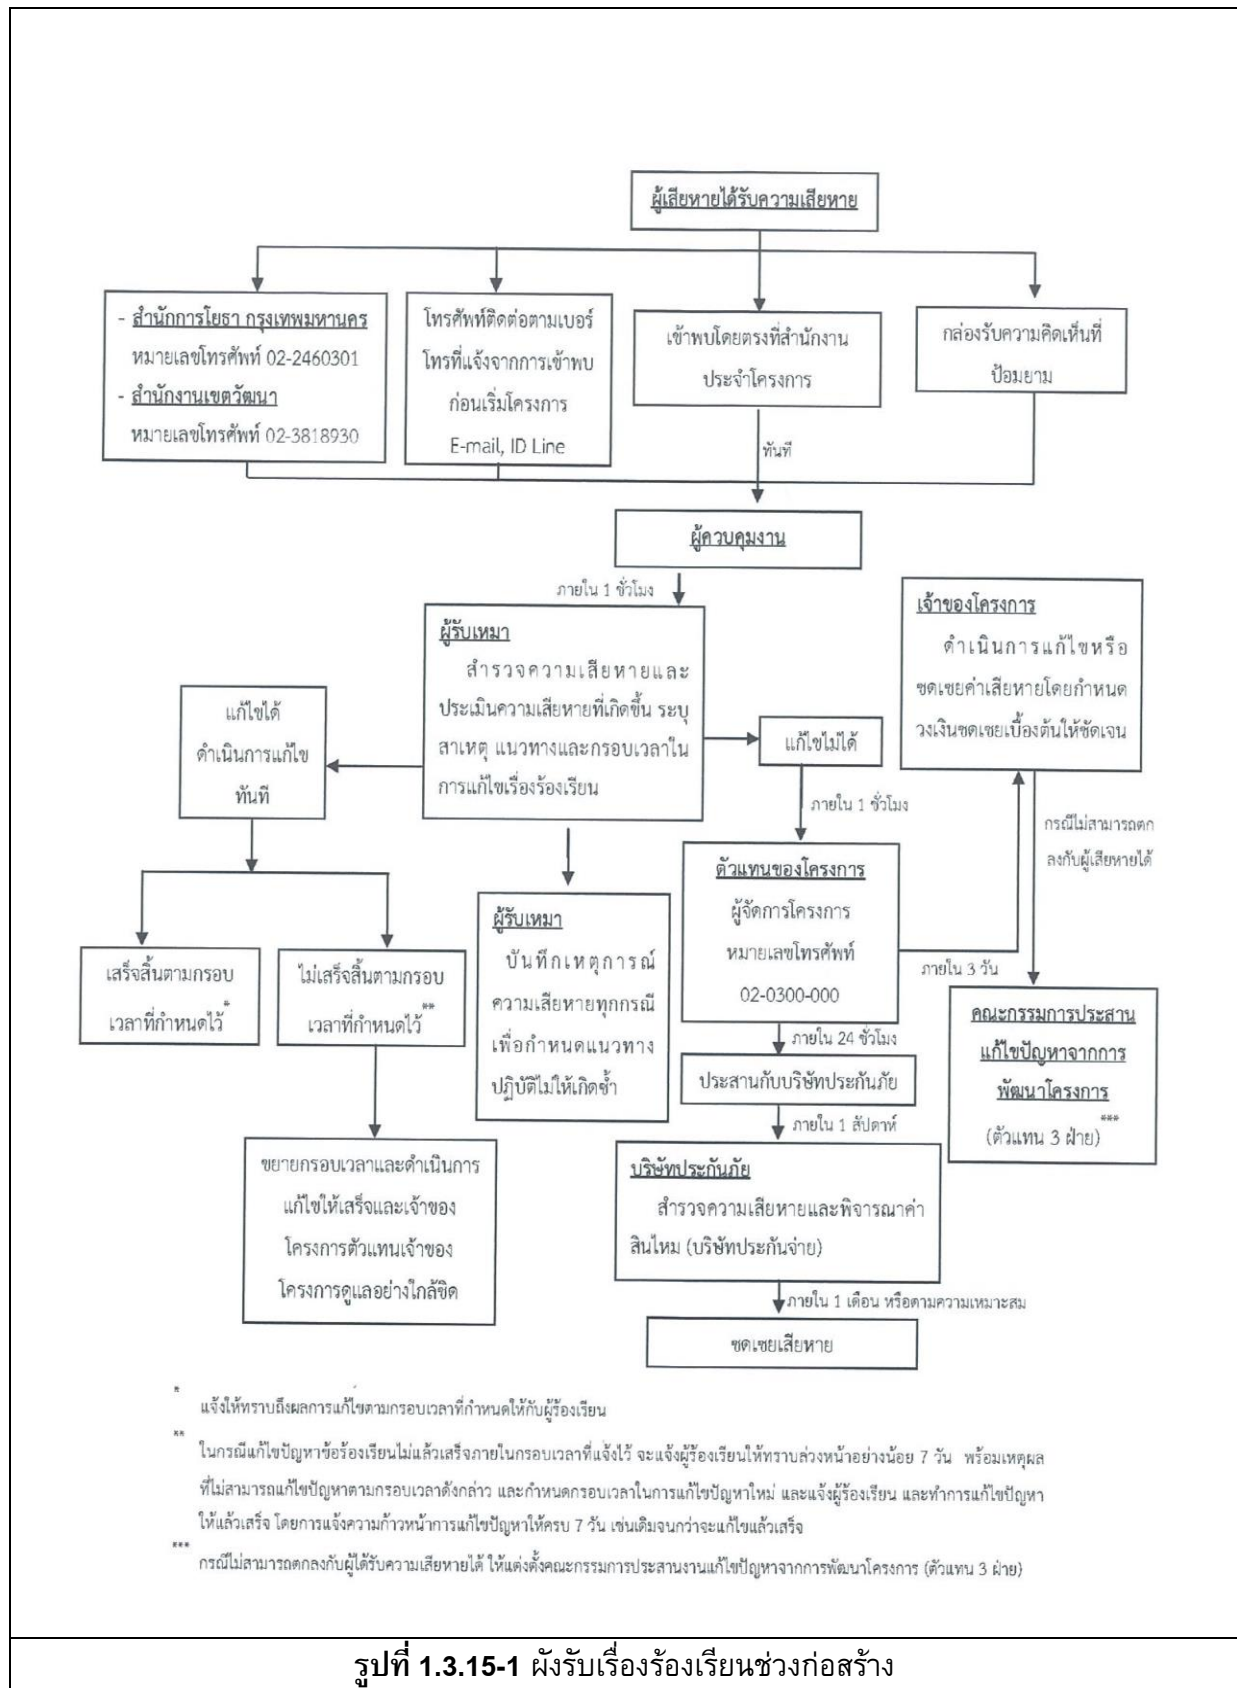 ผู้เสียหายได้รับความเสียหาย
- สำนักการโยธา กรุงเทพมหานคร
หมายเลขโทรศัพท์ 02-2460301
- สำนักงานเขตวัฒนา
หมายเลขโทรศัพท์ 02-3818930
โทรศัพท์ติดต่อตามเบอร์
โทรที่แจ้งจากการเข้าพบ
ก่อนเริ่มโครงการ
E-mail, ID Line
เข้าพบโดยตรงที่สำนักงาน
ประจำโครงการ
กล่องรับความคิดเห็นที่
ป้อมยาม
ทันที
ผู้ควบคุมงาน
ภายใน 1 ชั่วโมง
ผู้รับเหมา
สำรวจความเสียหายและ
ประเมินความเสียหายที่เกิดขึ้น ระบุ
สาเหตุ แนวทางและกรอบเวลาใน
การแก้ไขเรื่องร้องเรียน
เจ้าของโครงการ
ดำเนินการแก้ไขหรือ
ชดเชยค่าเสียหายโดยกำหนด
วงเงินชดเชยเบื้องต้นให้ชัดเจน
แก้ไขได้
ดำเนินการแก้ไข
ทันที
แก้ไขไม่ได้
ภายใน 1 ชั่วโมง
กรณีไม่สามารถตก
ลงกับผู้เสียหายได้
ตัวแทนของโครงการ
ผู้จัดการโครงการ
หมายเลขโทรศัพท์
02-0300-000
ภายใน 3 วัน
ผู้รับเหมา
บันทึกเหตุการณ์
ความเสียหายทุกกรณี
เพื่อกำหนดแนวทาง
ปฏิบัติไม่ให้เกิดซ้ำ
เสร็จสิ้นตามกรอบ
เวลาที่กำหนดไว้*
ไม่เสร็จสิ้นตามกรอบ
เวลาที่กำหนดไว้**
คณะกรรมการประสาน
แก้ไขปัญหาจากการ
พัฒนาโครงการ
(ตัวแทน 3 ฝ่าย)***
ภายใน 24 ชั่วโมง
ประสานกับบริษัทประกันภัย
ภายใน 1 สัปดาห์
ขยายกรอบเวลาและดำเนินการ
แก้ไขให้เสร็จและเจ้าของ
โครงการตัวแทนเจ้าของ
โครงการดูแลอย่างใกล้ชิด
บริษัทประกันภัย
สำรวจความเสียหายและพิจารณาค่า
สินไหม (บริษัทประกันจ่าย)
ภายใน 1 เดือน หรือตามความเหมาะสม
ชดเชยเสียหาย
* แจ้งให้ทราบถึงผลการแก้ไขตามกรอบเวลาที่กำหนดให้กับผู้ร้องเรียน
** ในกรณีแก้ไขปัญหาข้อร้องเรียนไม่แล้วเสร็จภายในกรอบเวลาที่แจ้งไว้ จะแจ้งผู้ร้องเรียนให้ทราบล่วงหน้าอย่างน้อย 7 วัน พร้อมเหตุผล
ที่ไม่สามารถแก้ไขปัญหาตามกรอบเวลาดังกล่าว และกำหนดกรอบเวลาในการแก้ไขปัญหาใหม่ และแจ้งผู้ร้องเรียน และทำการแก้ไขปัญหา
ให้แล้วเสร็จ โดยการแจ้งความก้าวหน้าการแก้ไขปัญหาให้ครบ 7 วัน เช่นเดิมจนกว่าจะแก้ไขแล้วเสร็จ
*** กรณีไม่สามารถตกลงกับผู้ได้รับความเสียหายได้ ให้แต่งตั้งคณะกรรมการประสานงานแก้ไขปัญหาจากการพัฒนาโครงการ (ตัวแทน 3 ฝ่าย)
รูปที่ 1.3.15-1 ผังรับเรื่องร้องเรียนช่วงก่อสร้าง